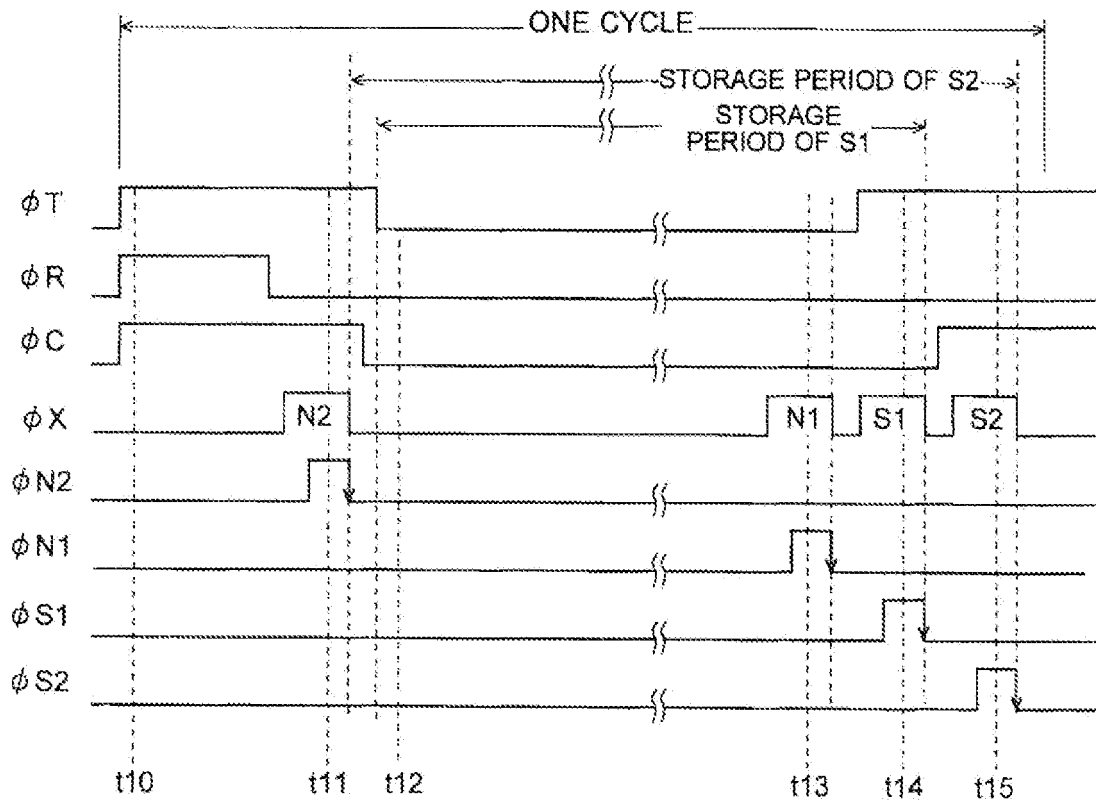 ONE CYCLE
STORAGE PERIOD OF S2
STORAGE
PERIOD OF S1
ϕT
ϕR
ϕC
ϕX
N2
N1
S1
S2
ϕN2
ϕN1
ϕS1
ϕS2
t10
t11
t12
t13
t14
t15